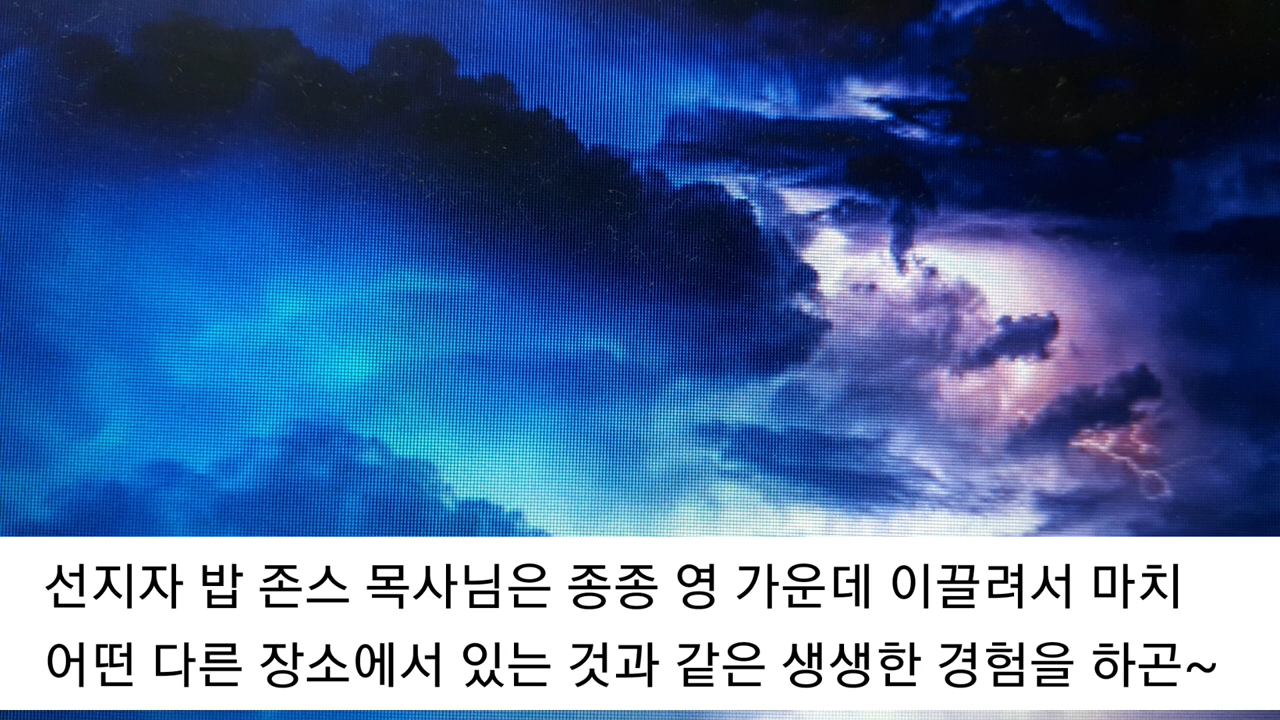 선지자 밥 존스 목사님은 종종 영 가운데 이끌려서 마치
어떤 다른 장소에서 있는 것과 같은 생생한 경험을 하곤~